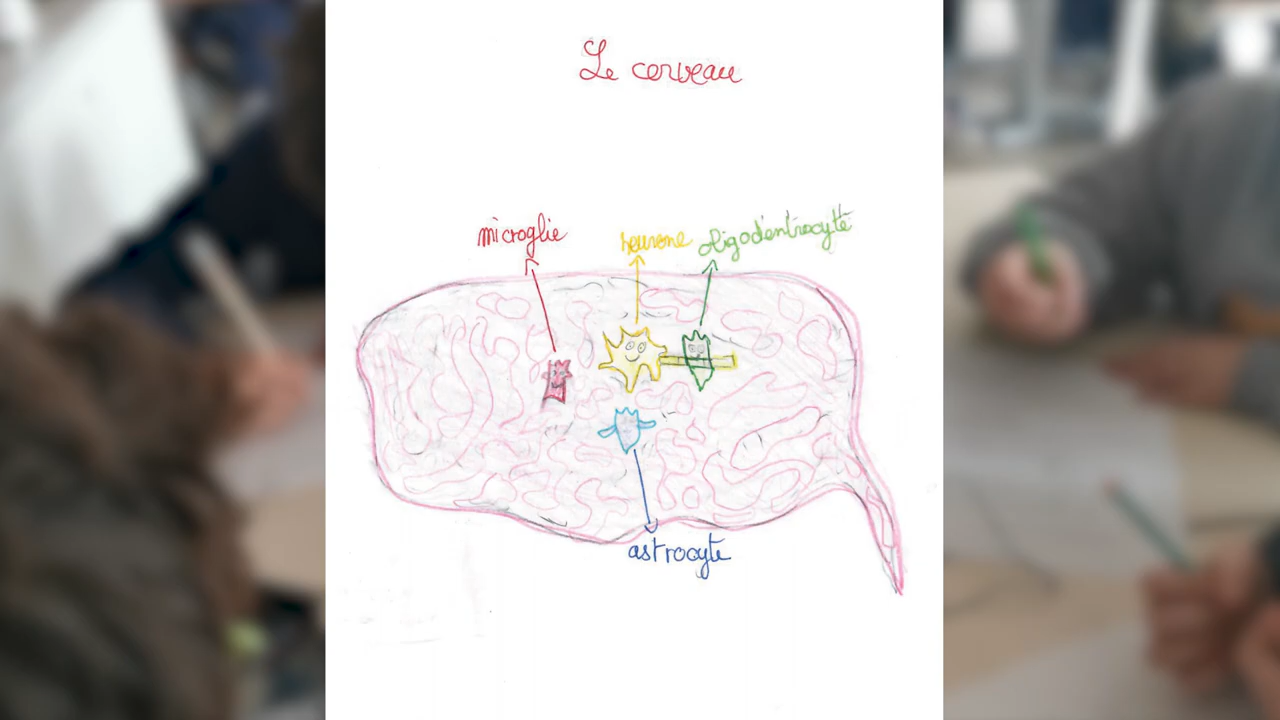 Le cerveau
microglie
neurone
oligodentrocyte
astrocyte